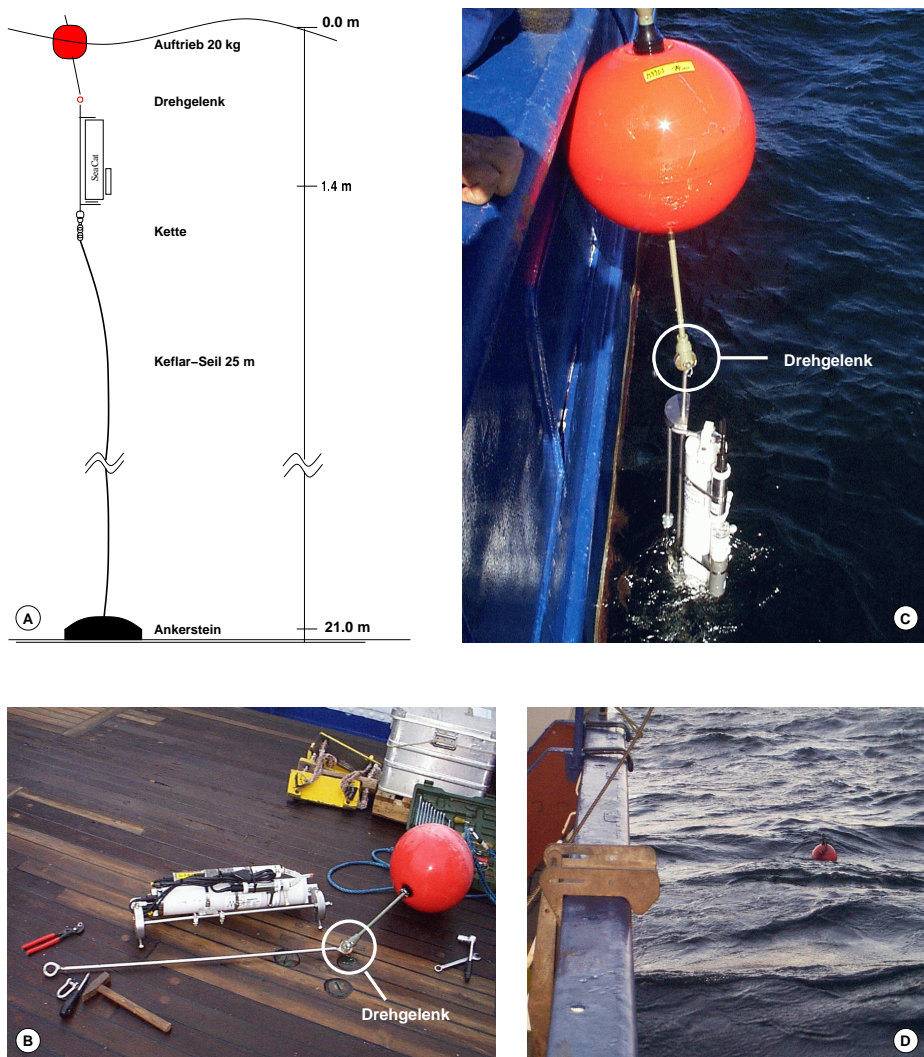 0.0 m
Auftrieb 20 kg
Drehgelenk
SeaCat
1.4 m
Kette
Keflar–Seil 25 m
Ankerstein
21.0 m
A
Drehgelenk
C
Drehgelenk
B
D